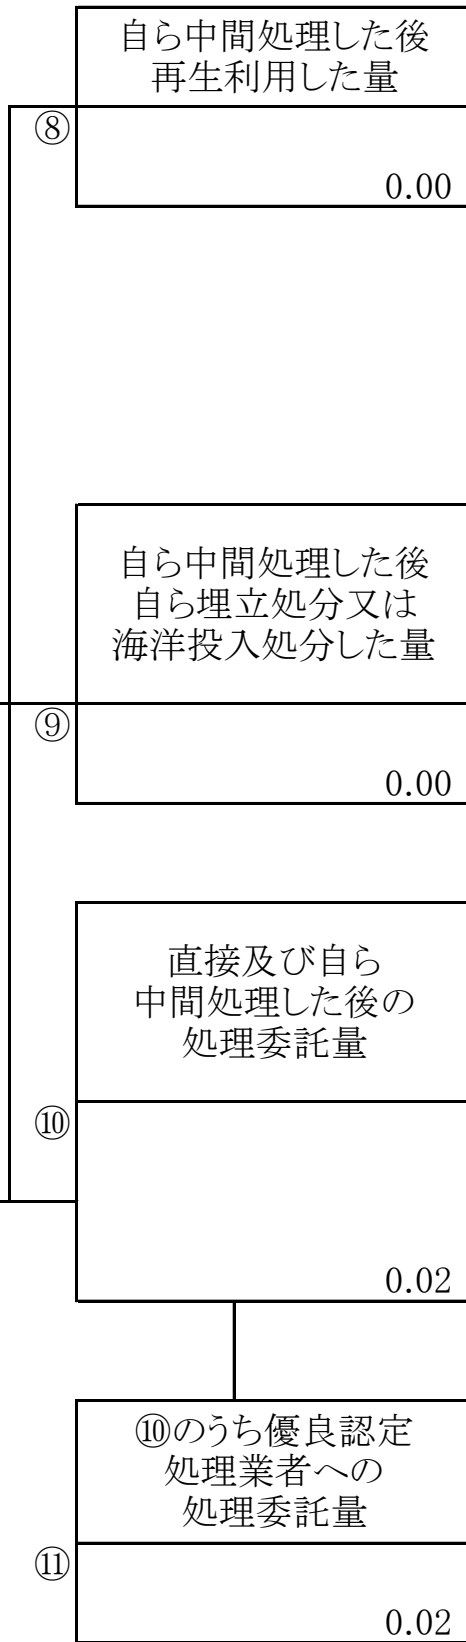 自ら中間処理した後
再生利用した量
⑧
0.00
自ら中間処理した後
自ら埋立処分又は
海洋投入処分した量
⑨
0.00
直接及び自ら
中間処理した後の
処理委託量
⑩
0.02
⑩のうち優良認定
処理業者への
処理委託量
⑪
0.02